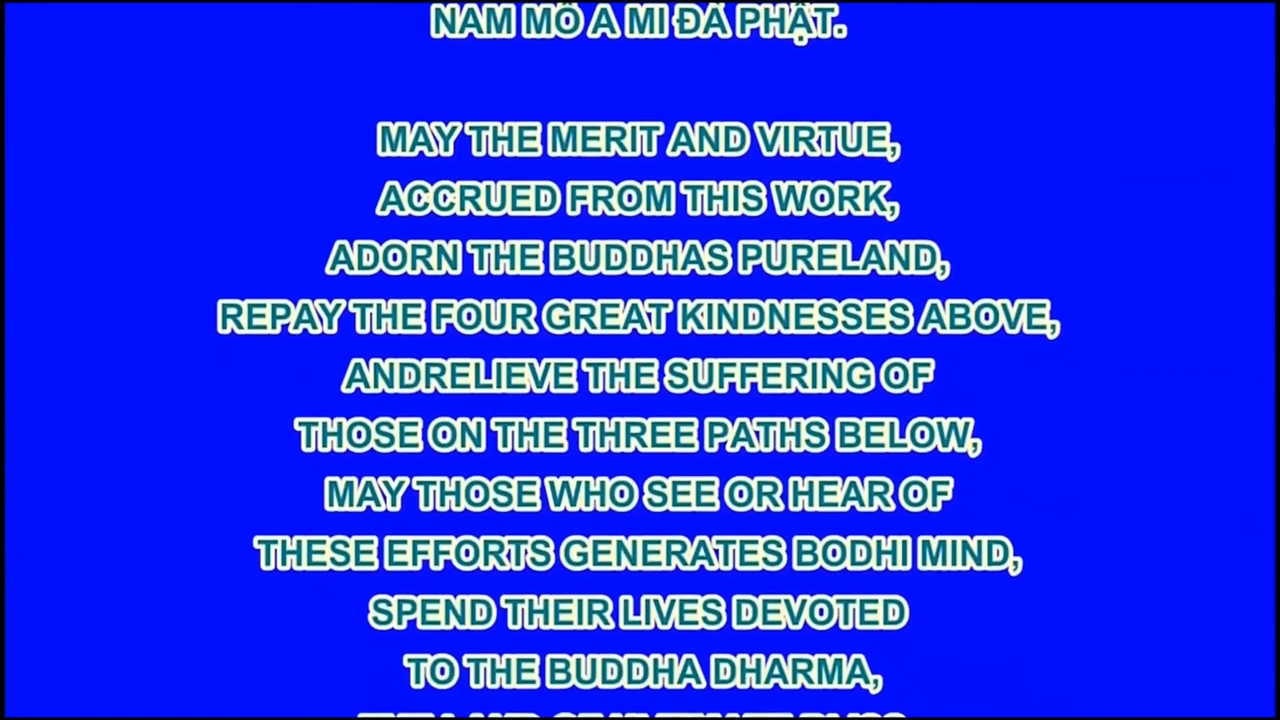 NAM MÔ A MI ĐÀ PHẬT.
MAY THE MERIT AND VIRTUE,
ACCRUED FROM THIS WORK,
ADORN THE BUDDHAS PURELAND,
REPAY THE FOUR GREAT KINDNESSES ABOVE,
ANDRELIEVE THE SUFFERING OF
THOSE ON THE THREE PATHS BELOW,
MAY THOSE WHO SEE OR HEAR OF
THESE EFFORTS GENERATES BODHI MIND,
SPEND THEIR LIVES DEVOTED
TO THE BUDDHA DHARMA,